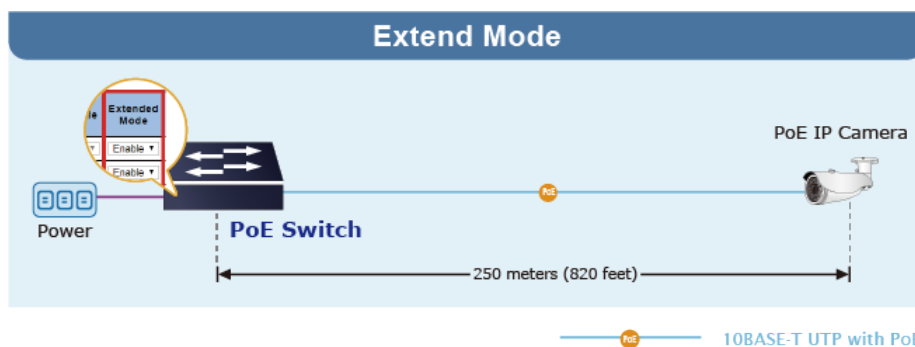 Extend Mode
Extended
Mode
Enable
Enable
PoE IP Camera
PoE
Power
PoE Switch
250 meters (820 feet)
PoE
10BASE-T UTP with PoE